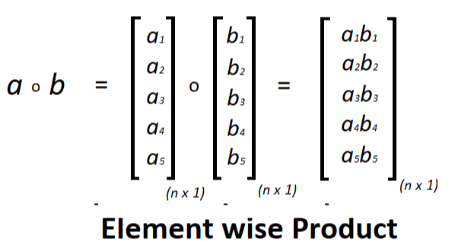 a₁ b₁ a₁b₁
a₂ b₂ a₂b₂
a ∘ b = a₃ ∘ b₃ = a₃b₃
a₄ b₄ a₄b₄
a₅ b₅ a₅b₅
(n x 1) (n x 1) (n x 1)
Element wise Product